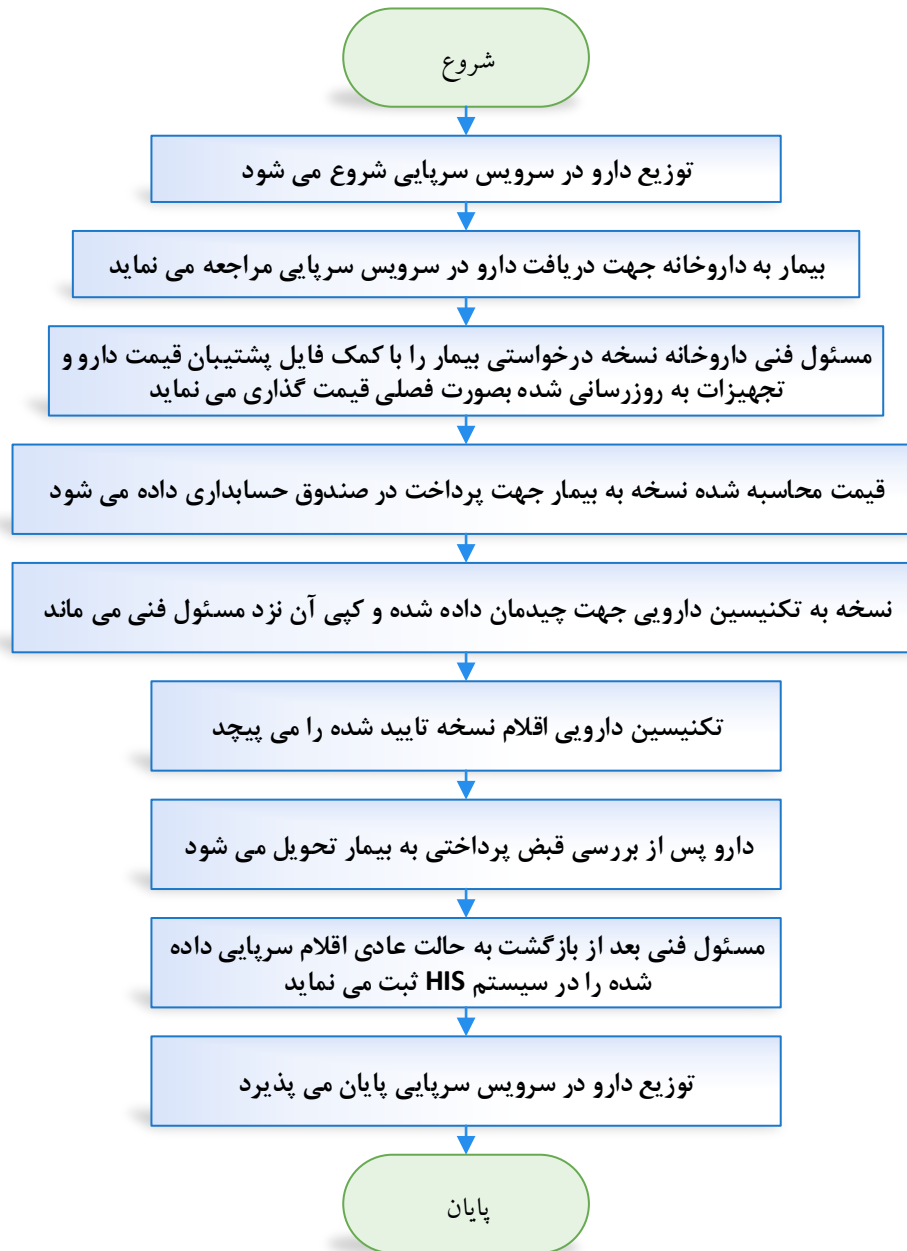 شروع
توزیع دارو در سرویس سرپایی شروع می شود
بیمار به داروخانه جهت دریافت دارو در سرویس سرپایی مراجعه می نماید
مسئول فنی داروخانه نسخه درخواستی بیمار را با کمک فایل پشتیبان قیمت دارو و
تجهیزات به روزرسانی شده بصورت فصلی قیمت گذاری می نماید
قیمت محاسبه شده نسخه به بیمار جهت پرداخت در صندوق حسابداری داده می شود
نسخه به تکنیسین دارویی جهت چیدمان داده شده و کپی آن نزد مسئول فنی می ماند
تکنیسین دارویی اقلام نسخه تایید شده را می پیچد
دارو پس از بررسی قبض پرداختی به بیمار تحویل می شود
مسئول فنی بعد از بازگشت به حالت عادی اقلام سرپایی داده
شده را در سیستم HIS ثبت می نماید
توزیع دارو در سرویس سرپایی پایان می پذیرد
پایان